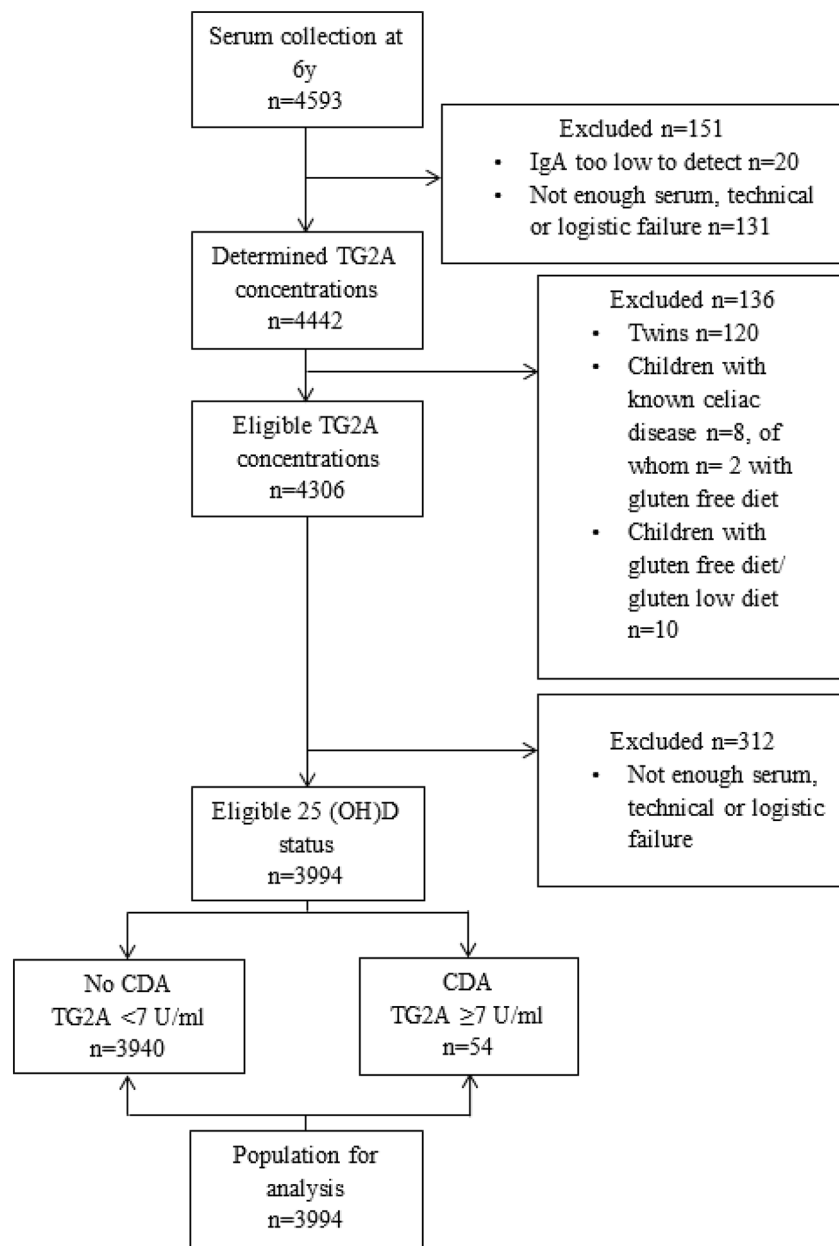 Serum collection at
6y
n=4593
Excluded n=151
• IgA too low to detect n=20
• Not enough serum, technical
or logistic failure n=131
Determined TG2A
concentrations
n=4442
Excluded n=136
• Twins n=120
• Children with
known celiac
disease n=8, of
whom n= 2 with
gluten free diet
• Children with
gluten free diet/
gluten low diet
n=10
Eligible TG2A
concentrations
n=4306
Excluded n=312
• Not enough serum,
technical or logistic
failure
Eligible 25 (OH)D
status
n=3994
No CDA
TG2A <7 U/ml
n=3940
CDA
TG2A ≥7 U/ml
n=54
Population for
analysis
n=3994